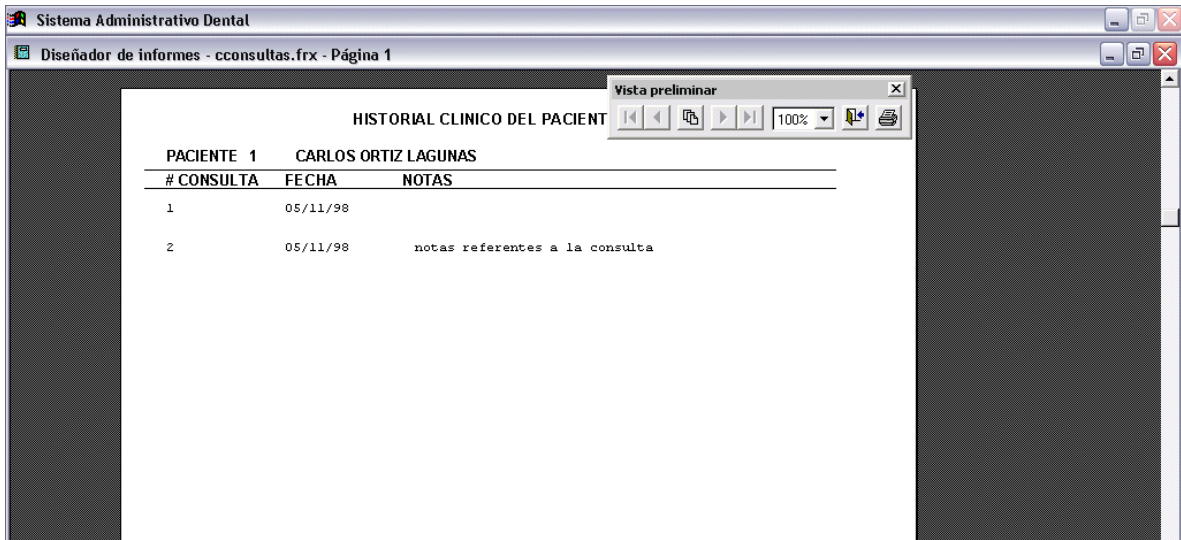 Sistema Administrativo Dental
Diseñador de informes - cconsultas.frx - Página 1
Vista preliminar
100%
HISTORIAL CLINICO DEL PACIENT
PACIENTE 1 CARLOS ORTIZ LAGUNAS
# CONSULTA FECHA NOTAS
1 05/11/98
2 05/11/98 notas referentes a la consulta